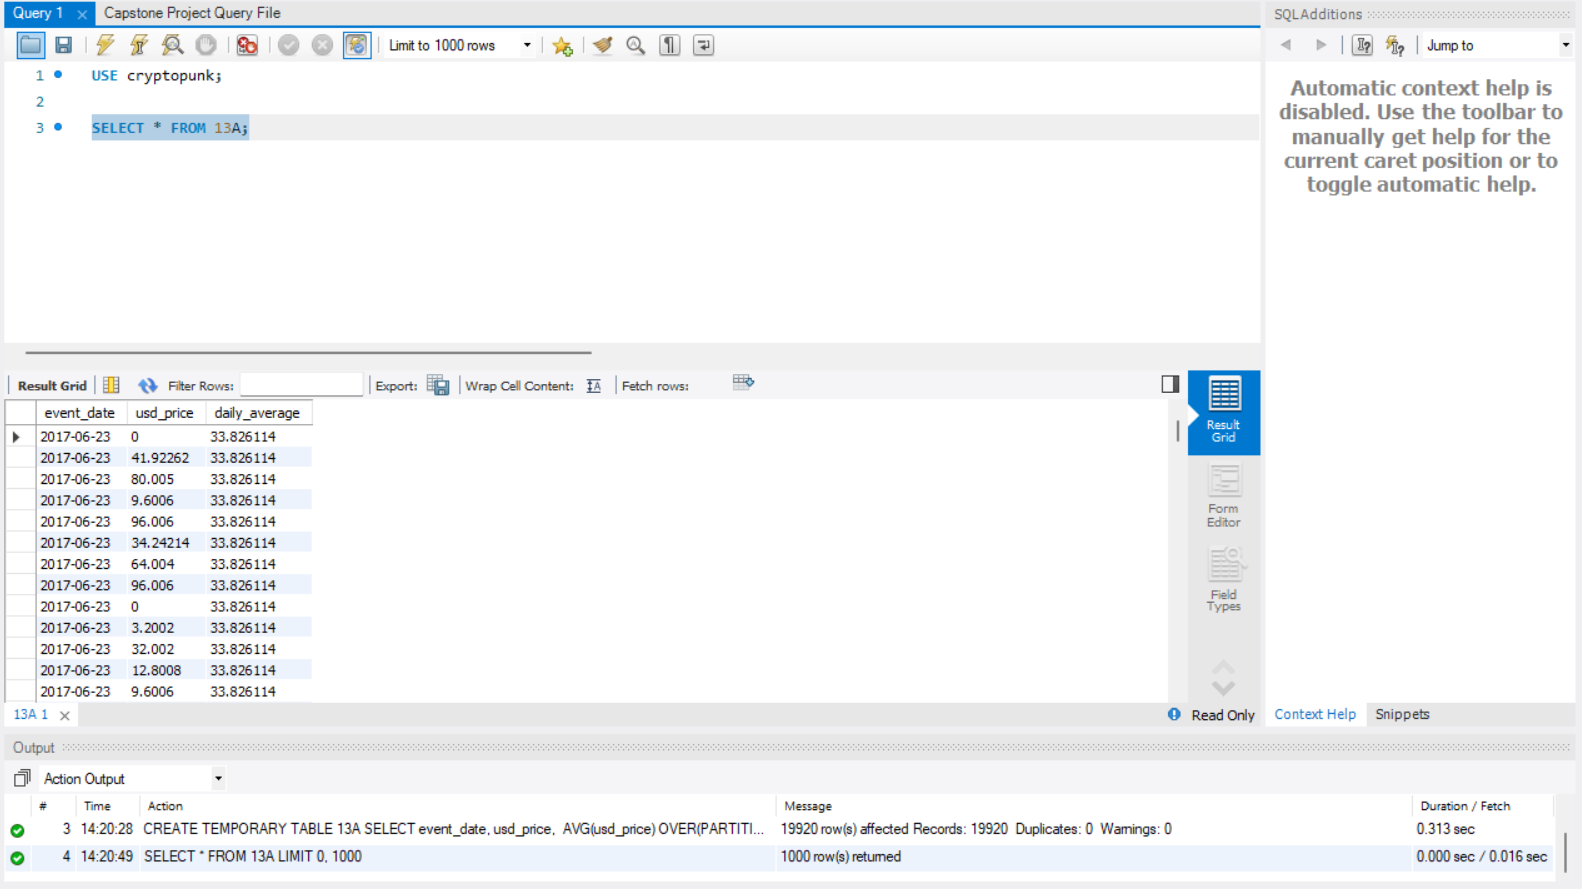 Query 1 Capstone Project Query File
Limit to 1000 rows
1 USE cryptopunk;
2
3 SELECT * FROM 13A;
SQLAdditions
Jump to
Automatic context help is
disabled. Use the toolbar to
manually get help for the
current caret position or to
toggle automatic help.
Result Grid Filter Rows: Export: Wrap Cell Content: IA Fetch rows:
event_date usd_price daily_average
2017-06-23 0 33.826114
2017-06-23 41.92262 33.826114
2017-06-23 80.005 33.826114
2017-06-23 9.6006 33.826114
2017-06-23 96.006 33.826114
2017-06-23 34.24214 33.826114
2017-06-23 64.004 33.826114
2017-06-23 96.006 33.826114
2017-06-23 0 33.826114
2017-06-23 3.2002 33.826114
2017-06-23 32.002 33.826114
2017-06-23 12.8008 33.826114
2017-06-23 9.6006 33.826114
Result
Grid
Form
Editor
Field
Types
13A 1 Read Only
Context Help Snippets
Output
Action Output
# Time Action Message Duration / Fetch
3 14:20:28 CREATE TEMPORARY TABLE 13A SELECT event_date, usd_price, AVG(usd_price) OVER(PARTITI... 19920 row(s) affected Records: 19920 Duplicates: 0 Warnings: 0 0.313 sec
4 14:20:49 SELECT * FROM 13A LIMIT 0, 1000 1000 row(s) returned 0.000 sec / 0.016 sec